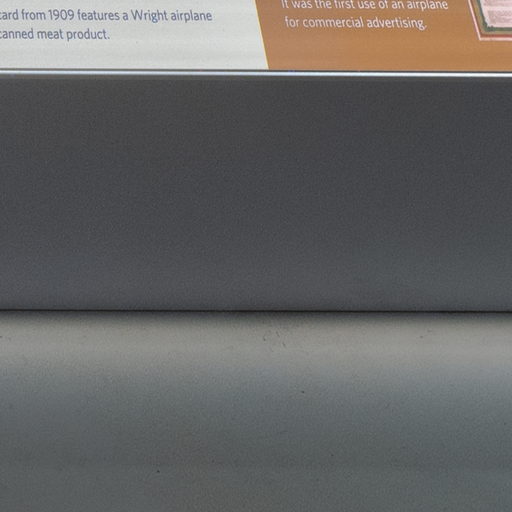 card from 1909 features a Wright airplane
canned meat product.
It was the first use of an airplane
for commercial advertising.